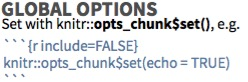 GLOBAL OPTIONS
Set with knitr::opts_chunk$set(), e.g.
```{r include=FALSE}
knitr::opts_chunk$set(echo = TRUE)
```